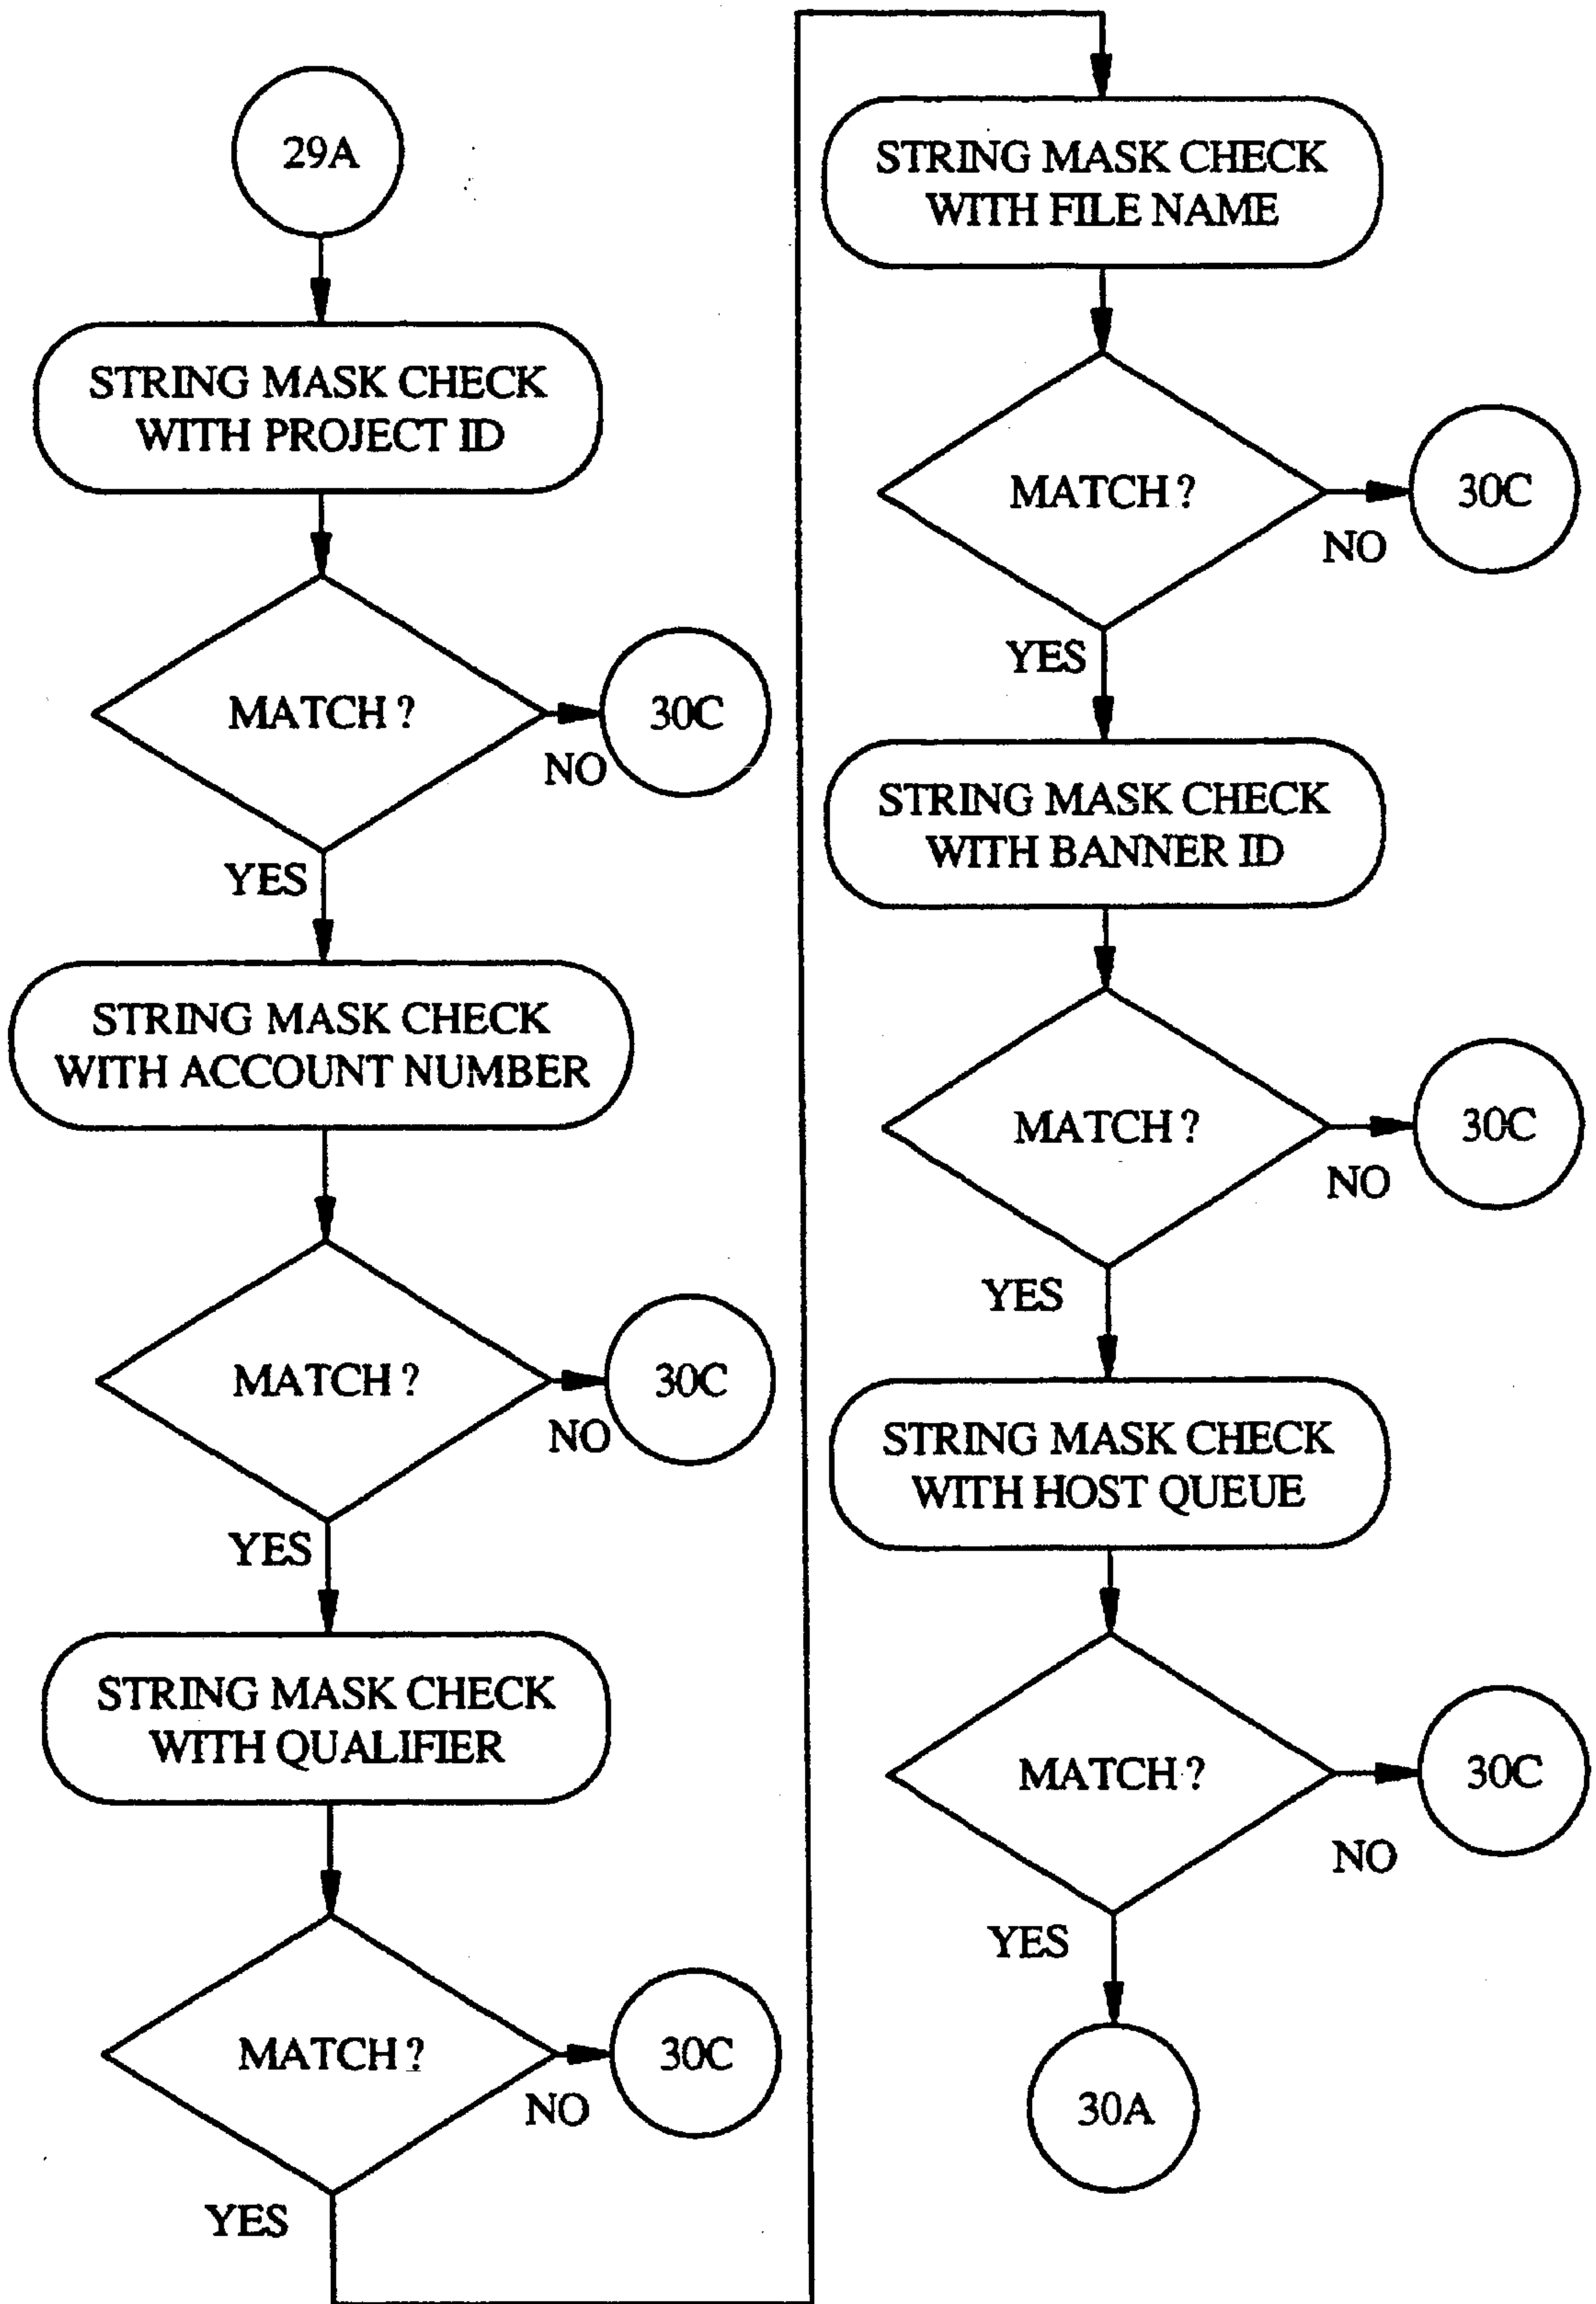 29A
STRING MASK CHECK
WITH PROJECT ID
MATCH?
30C
NO
YES
STRING MASK CHECK
WITH ACCOUNT NUMBER
MATCH?
30C
NO
YES
STRING MASK CHECK
WITH QUALIFIER
MATCH?
30C
NO
YES
STRING MASK CHECK
WITH FILE NAME
MATCH?
30C
NO
YES
STRING MASK CHECK
WITH BANNER ID
MATCH?
30C
NO
YES
STRING MASK CHECK
WITH HOST QUEUE
MATCH?
30C
NO
YES
30A